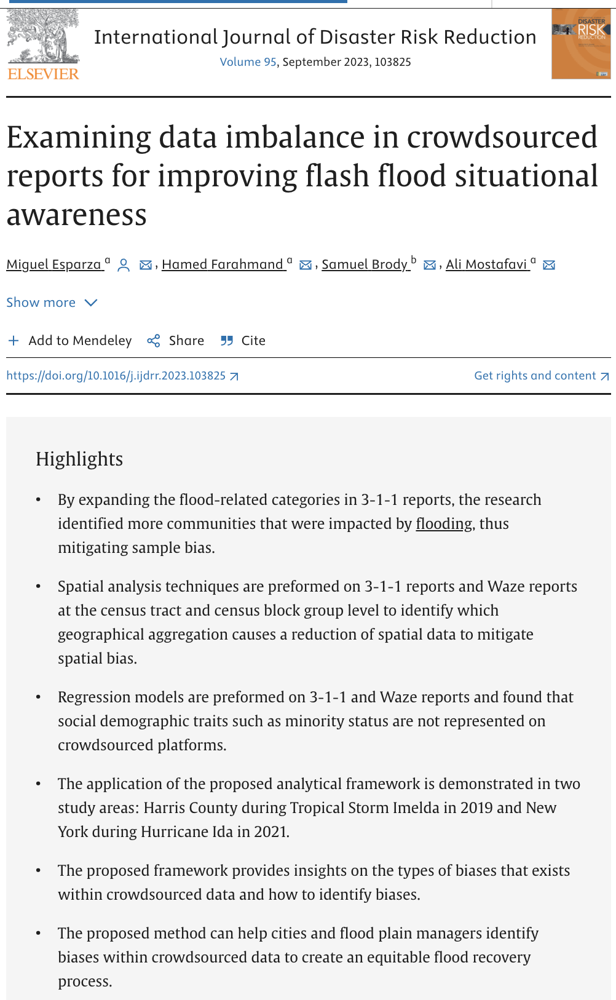 International Journal of Disaster Risk Reduction
Volume 95, September 2023, 103825
ELSEVIER
DISASTER
RISK
REDUCTION
Examining data imbalance in crowdsourced
reports for improving flash flood situational
awareness
Miguel Esparza a , Hamed Farahmand a , Samuel Brody b , Ali Mostafavi a
Show more
Add to Mendeley Share Cite
https://doi.org/10.1016/j.ijdrr.2023.103825 Get rights and content
Highlights
• By expanding the flood-related categories in 3-1-1 reports, the research
identified more communities that were impacted by flooding, thus
mitigating sample bias.
• Spatial analysis techniques are preformed on 3-1-1 reports and Waze reports
at the census tract and census block group level to identify which
geographical aggregation causes a reduction of spatial data to mitigate
spatial bias.
• Regression models are preformed on 3-1-1 and Waze reports and found that
social demographic traits such as minority status are not represented on
crowdsourced platforms.
• The application of the proposed analytical framework is demonstrated in two
study areas: Harris County during Tropical Storm Imelda in 2019 and New
York during Hurricane Ida in 2021.
• The proposed framework provides insights on the types of biases that exists
within crowdsourced data and how to identify biases.
• The proposed method can help cities and flood plain managers identify
biases within crowdsourced data to create an equitable flood recovery
process.